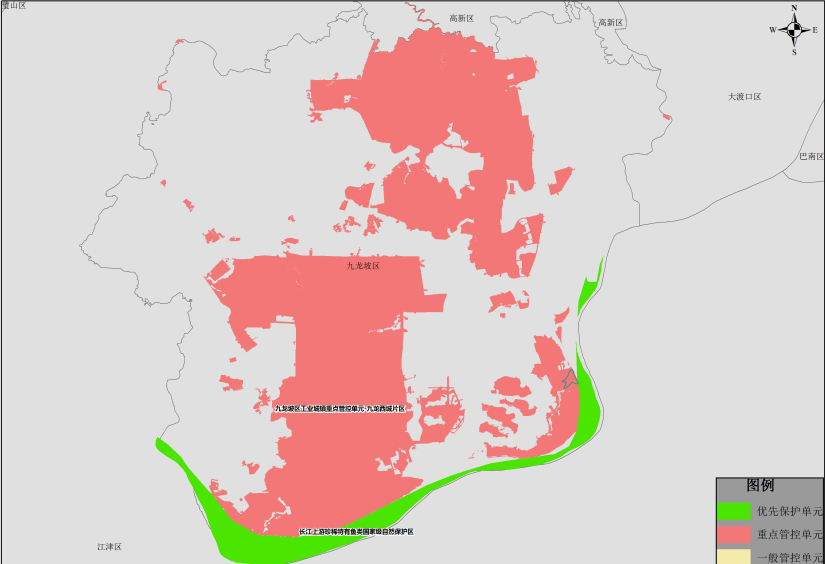 璧山区
高新区
高新区
N
W
E
S
大渡口区
巴南区
九龙坡区
九龙坡区工业城镇重点管控单元-九龙西城片区
长江上游珍稀特有鱼类国家级自然保护区
江津区
图例
优先保护单元
重点管控单元
一般管控单元